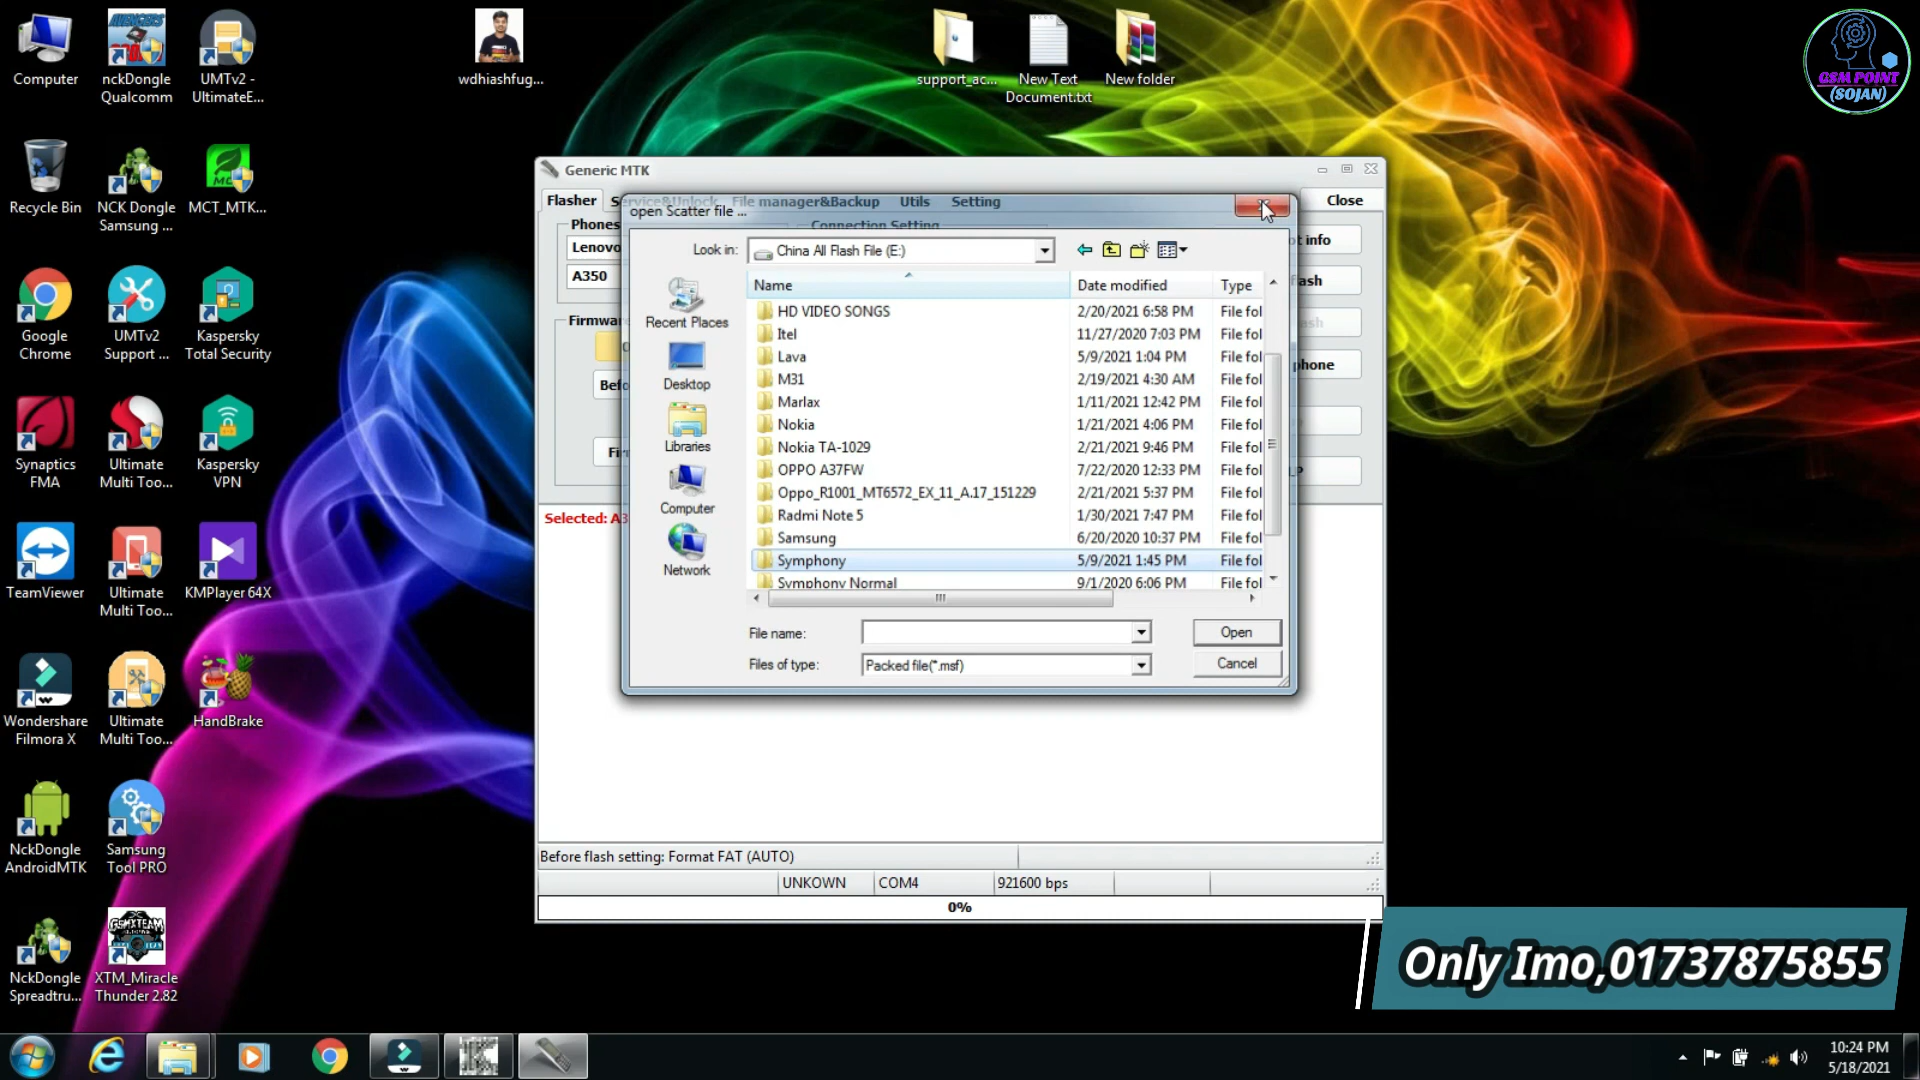 Computer
nckDongle
Qualcomm
UMTv2 -
UltimateE...
wdhiashfug...
support_ac...
New Text
Document.txt
New folder
GSM POINT
(SOJAN)
Recycle Bin
NCK Dongle
Samsung ...
MCT_MTK...
Google
Chrome
UMTv2
Support ...
Kaspersky
Total Security
Synaptics
FMA
Ultimate
Multi Too...
Kaspersky
VPN
TeamViewer
Ultimate
Multi Too...
KMPlayer 64X
Wondershare
Filmora X
Ultimate
Multi Too...
HandBrake
NckDongle
AndroidMTK
Samsung
Tool PRO
NckDongle
Spreadtru...
XTM_Miracle
Thunder 2.82
Generic MTK
Flasher
Service&Unlock
File manager&Backup
Utils
Setting
Close
Phones
Connection Setting
Lenovo
A350
Firmwa
Befo
Selected: A3
open Scatter file ...
Look in:
China All Flash File (E:)
Name
Date modified
Type
HD VIDEO SONGS 2/20/2021 6:58 PM File fol
Itel 11/27/2020 7:03 PM File fol
Lava 5/9/2021 1:04 PM File fol
M31 2/19/2021 4:30 AM File fol
Marlax 1/11/2021 12:42 PM File fol
Nokia 1/21/2021 4:06 PM File fol
Nokia TA-1029 2/21/2021 9:46 PM File fol
OPPO A37FW 7/22/2020 12:33 PM File fol
Oppo_R1001_MT6572_EX_11_A.17_151229 2/21/2021 5:37 PM File fol
Radmi Note 5 1/30/2021 7:47 PM File fol
Samsung 6/20/2020 10:37 PM File fol
Symphony 5/9/2021 1:45 PM File fol
Symphony Normal 9/1/2020 6:06 PM File fol
Recent Places
Desktop
Libraries
Computer
Network
File name:
Open
Files of type:
Packed file(*.msf)
Cancel
t info
ash
phone
Before flash setting: Format FAT (AUTO)
UNKOWN
COM4
921600 bps
0%
Only Imo,01737875855
10:24 PM
5/18/2021